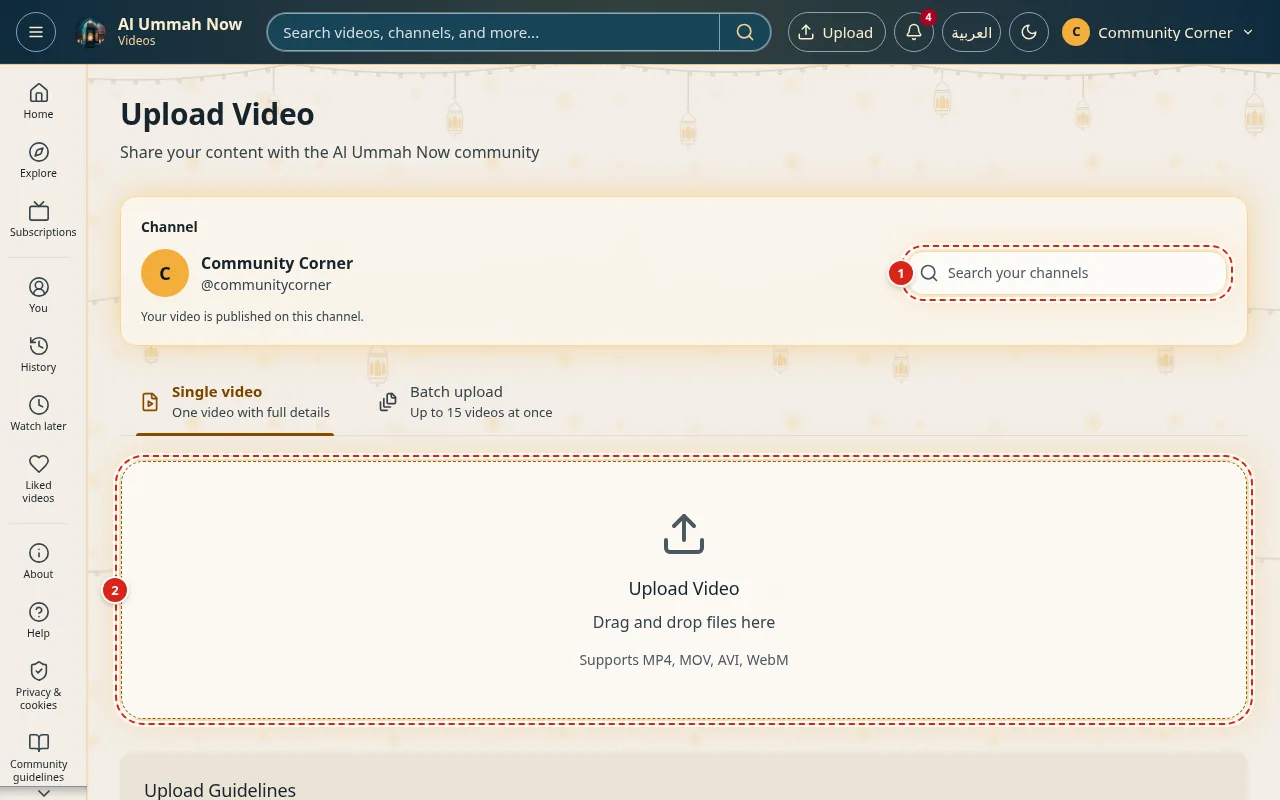 Al Ummah Now
Videos
Search videos, channels, and more...
Upload
4
العربية
C
Community Corner
Home
Explore
Subscriptions
You
History
Watch later
Liked
videos
About
Help
Privacy &
cookies
Community
guidelines
Upload Video
Share your content with the Al Ummah Now community
Channel
C
Community Corner
@communitycorner
Your video is published on this channel.
1
Search your channels
Single video
One video with full details
Batch upload
Up to 15 videos at once
2
Upload Video
Drag and drop files here
Supports MP4, MOV, AVI, WebM
Upload Guidelines